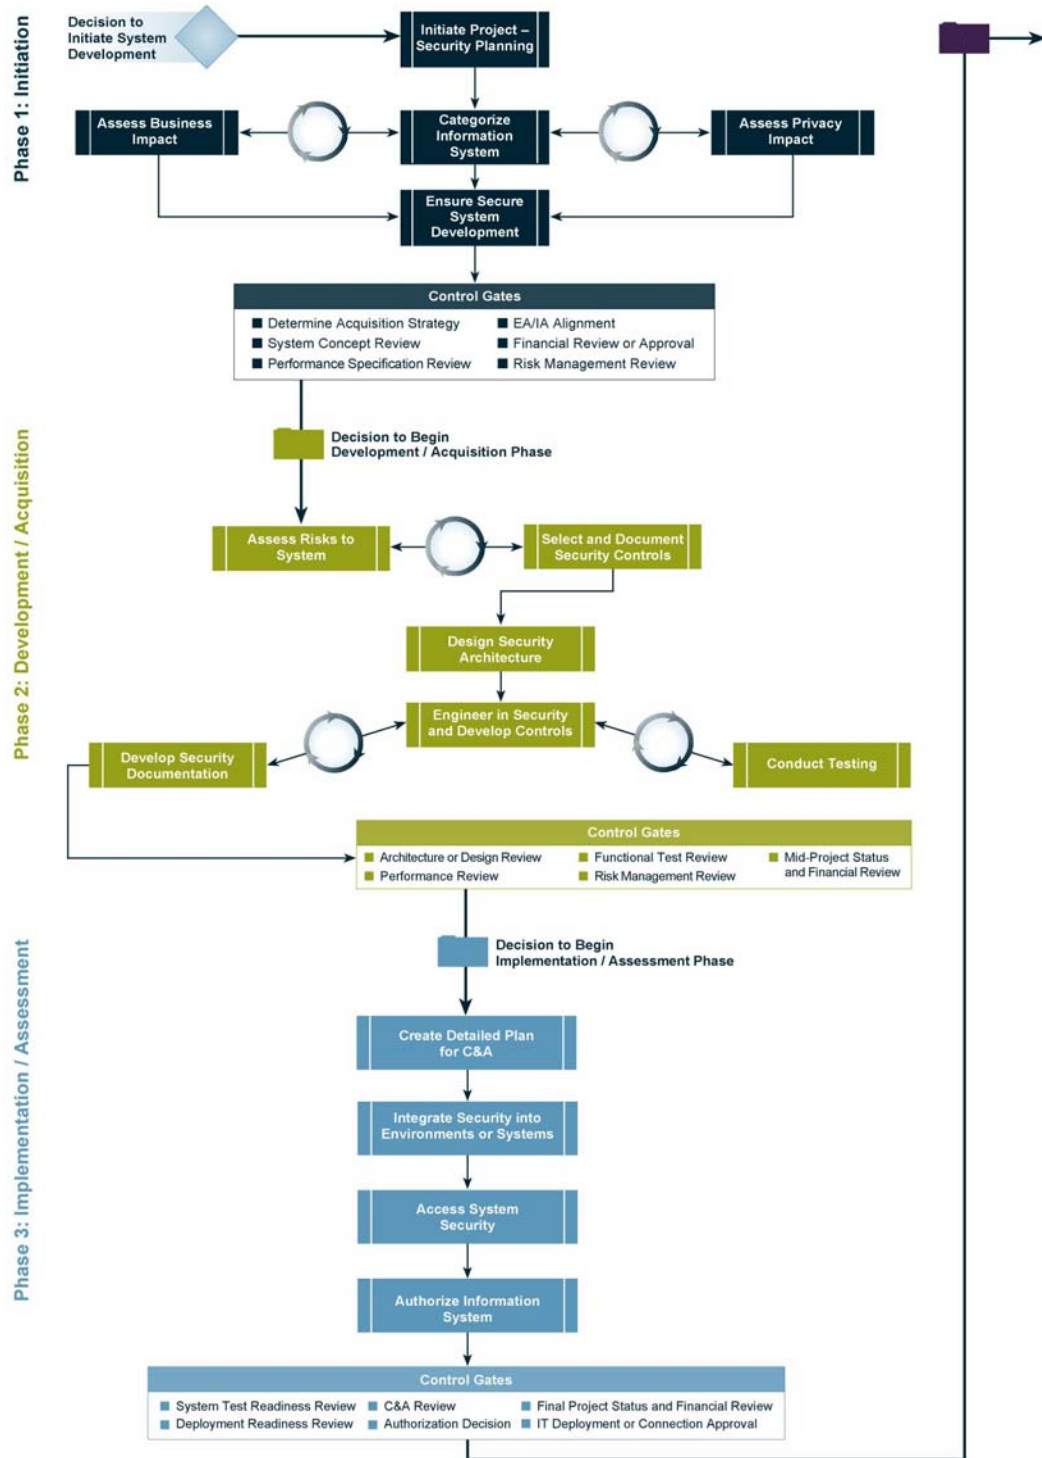 Phase 1: Initiation
Decision to
Initiate System
Development
Initiate Project –
Security Planning
Assess Business
Impact
Categorize
Information
System
Assess Privacy
Impact
Ensure Secure
System
Development
Control Gates
Determine Acquisition Strategy
System Concept Review
Performance Specification Review
EA/IA Alignment
Financial Review or Approval
Risk Management Review
Phase 2: Development / Acquisition
Decision to Begin
Development / Acquisition Phase
Assess Risks to
System
Select and Document
Security Controls
Design Security
Architecture
Engineer in Security
and Develop Controls
Develop Security
Documentation
Conduct Testing
Control Gates
Architecture or Design Review
Performance Review
Functional Test Review
Risk Management Review
Mid-Project Status
and Financial Review
Phase 3: Implementation / Assessment
Decision to Begin
Implementation / Assessment Phase
Create Detailed Plan
for C&A
Integrate Security into
Environments or Systems
Access System
Security
Authorize Information
System
Control Gates
System Test Readiness Review
Deployment Readiness Review
C&A Review
Authorization Decision
Final Project Status and Financial Review
IT Deployment or Connection Approval